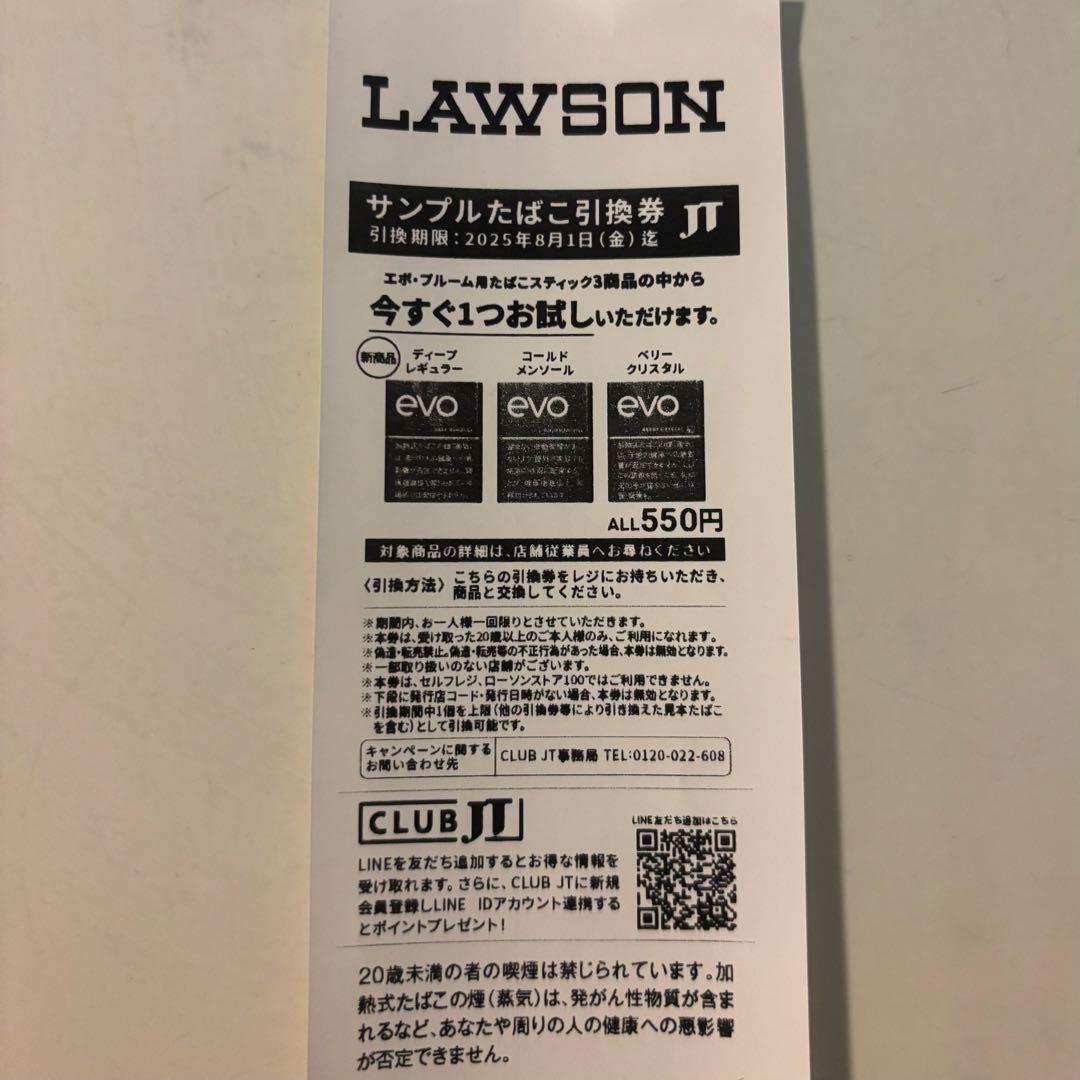 LAWSON
サンプルたばこ引換券 JT
引換期限:2025年8月1日(金)迄
エボ・プルーム用たばこスティック3商品の中から
今すぐ1つお試しいただけます。
新商品 ディープ レギュラー
コールド メンソール
ベリー クリスタル
evo evo evo
ALL550円
対象商品の詳細は、店舗従業員へお尋ねください
〈引換方法〉こちらの引換券をレジにお持ちいただき、
商品と交換してください。
※期間内、お一人様一回限りとさせていただきます。
※本券は、受け取った20歳以上のご本人様のみ、ご利用になれます。
※偽造・転売禁止。偽造・転売等の不正行為があった場合、本券は無効となります。
※一部取り扱いのない店舗がございます。
※本券は、セルフレジ、ローソンストア100ではご利用できません。
※下段に発行店コード・発行日時がない場合、本券は無効となります。
※引換期間中1個を上限(他の引換券等により引き換えた見本たばこ
を含む)として引換可能です。
キャンペーンに関する
お問い合わせ先
CLUB JT事務局 TEL:0120-022-608
CLUB JT
LINE友だち追加はこちら
LINEを友だち追加するとお得な情報を
受け取れます。さらに、CLUB JTに新規
会員登録しLINE IDアカウント連携する
とポイントプレゼント!
20歳未満の者の喫煙は禁じられています。加
熱式たばこの煙(蒸気)は、発がん性物質が含ま
れるなど、あなたや周りの人の健康への悪影響
が否定できません。